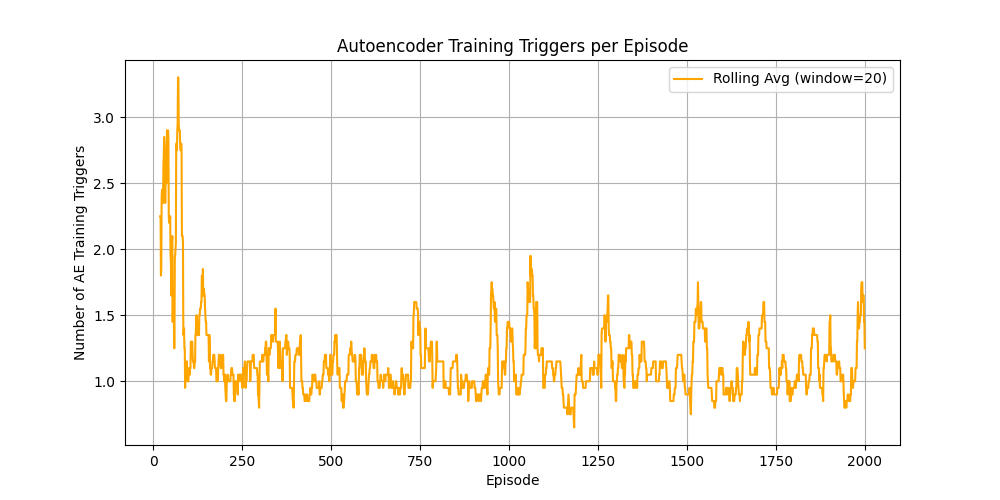 Autoencoder Training Triggers per Episode
Rolling Avg (window=20)
Number of AE Training Triggers
3.0
2.5
2.0
1.5
1.0
0 250 500 750 1000 1250 1500 1750 2000
Episode